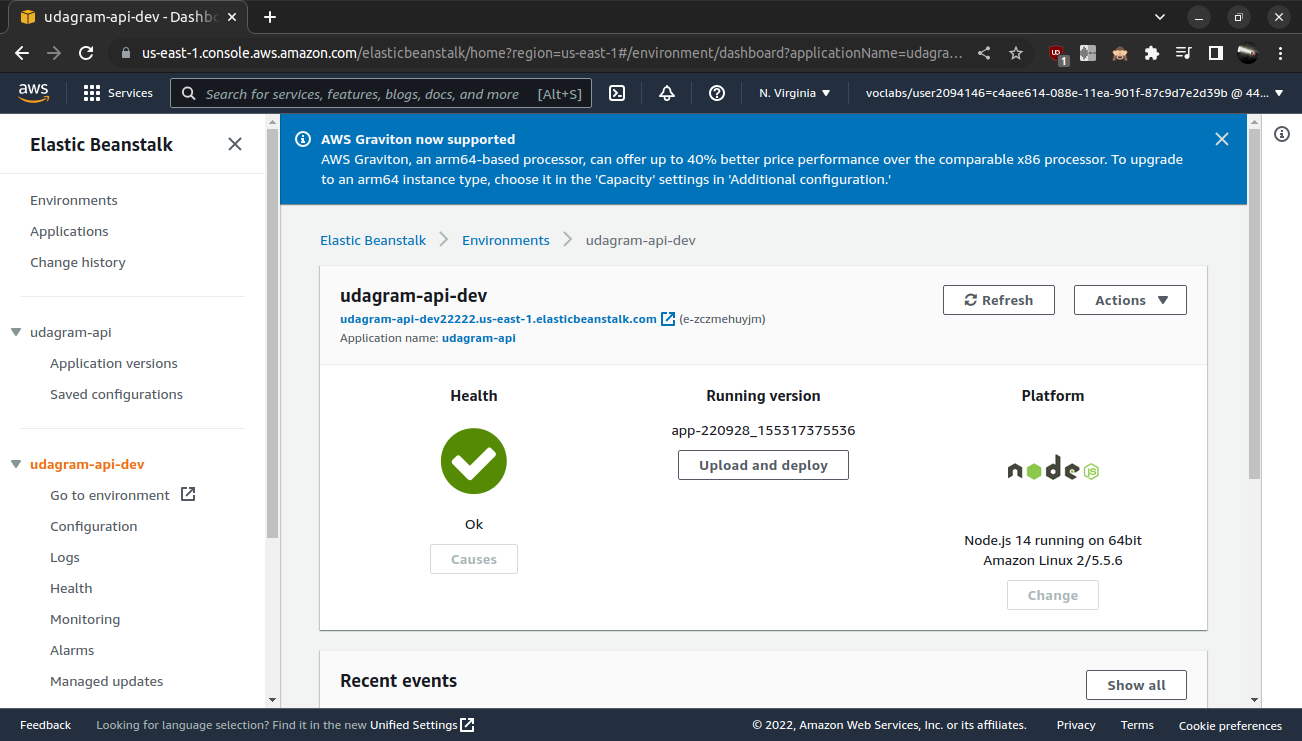 udagram-api-dev - Dashbo
us-east-1.console.aws.amazon.com/elasticbeanstalk/home?region=us-east-1#/environment/dashboard?applicationName=udagra...
UD
1
aws
Services
Search for services, features, blogs, docs, and more [Alt+S]
N. Virginia
voclabs/user2094146=c4aee614-088e-11ea-901f-87c9d7e2d39b @ 44...
Elastic Beanstalk
Environments
Applications
Change history
udagram-api
Application versions
Saved configurations
udagram-api-dev
Go to environment
Configuration
Logs
Health
Monitoring
Alarms
Managed updates
AWS Graviton now supported
AWS Graviton, an arm64-based processor, can offer up to 40% better price performance over the comparable x86 processor. To upgrade
to an arm64 instance type, choose it in the 'Capacity' settings in 'Additional configuration.'
Elastic Beanstalk
Environments
udagram-api-dev
udagram-api-dev
udagram-api-dev22222.us-east-1.elasticbeanstalk.com (e-zczmehuyjm)
Application name: udagram-api
Refresh
Actions
Health
Ok
Causes
Running version
app-220928_155317375536
Upload and deploy
Platform
node JS
Node.js 14 running on 64bit
Amazon Linux 2/5.5.6
Change
Recent events
Show all
Feedback
Looking for language selection? Find it in the new Unified Settings
© 2022, Amazon Web Services, Inc. or its affiliates.
Privacy
Terms
Cookie preferences